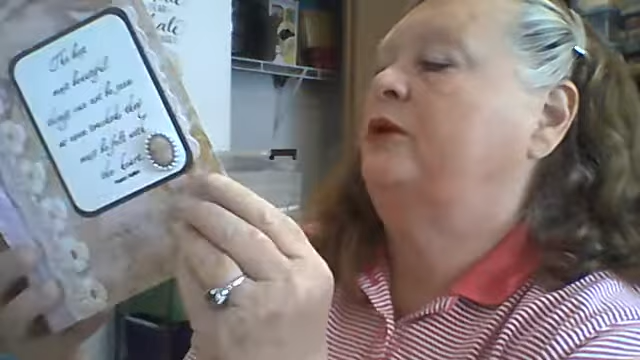 The best
most beautiful
things can not be seen
or even touched they
must be felt with
the heart